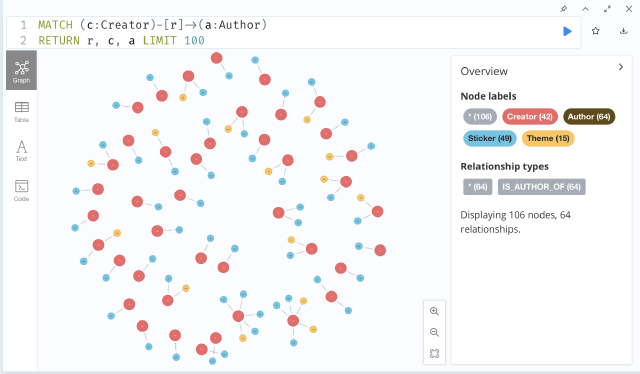 1 MATCH (c:Creator)-[r]->(a:Author)
2 RETURN r, c, a LIMIT 100
Graph
Table
Text
Code
Overview
Node labels
* (106) Creator (42) Author (64)
Sticker (49) Theme (15)
Relationship types
* (64) IS_AUTHOR_OF (64)
Displaying 106 nodes, 64
relationships.